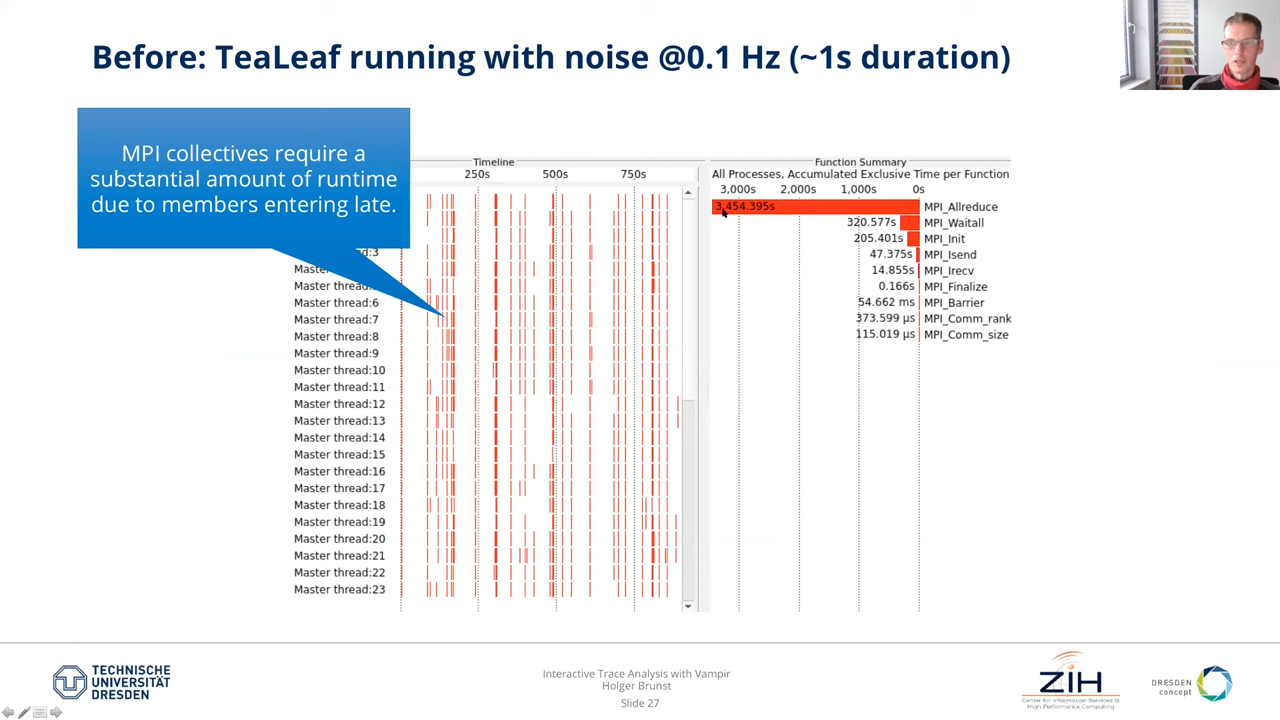 Before: TeaLeaf running with noise @0.1 Hz (~1s duration)
MPI collectives require a
substantial amount of runtime
due to members entering late.
Timeline
250s 500s 750s
Master thread:6
Master thread:7
Master thread:8
Master thread:9
Master thread:10
Master thread:11
Master thread:12
Master thread:13
Master thread:14
Master thread:15
Master thread:16
Master thread:17
Master thread:18
Master thread:19
Master thread:20
Master thread:21
Master thread:22
Master thread:23
Function Summary
All Processes, Accumulated Exclusive Time per Function
3,000s 2,000s 1,000s 0s
3,454.395s MPI_Allreduce
320.577s MPI_Waitall
205.401s MPI_Init
47.375s MPI_Isend
14.855s MPI_Irecv
0.166s MPI_Finalize
54.662 ms MPI_Barrier
373.599 µs MPI_Comm_rank
115.019 µs MPI_Comm_size
TECHNISCHE
UNIVERSITÄT
DRESDEN
Interactive Trace Analysis with Vampir
Holger Brunst
Slide 27
ZIH
Center for Information Services &
High Performance Computing
DRESDEN
concept